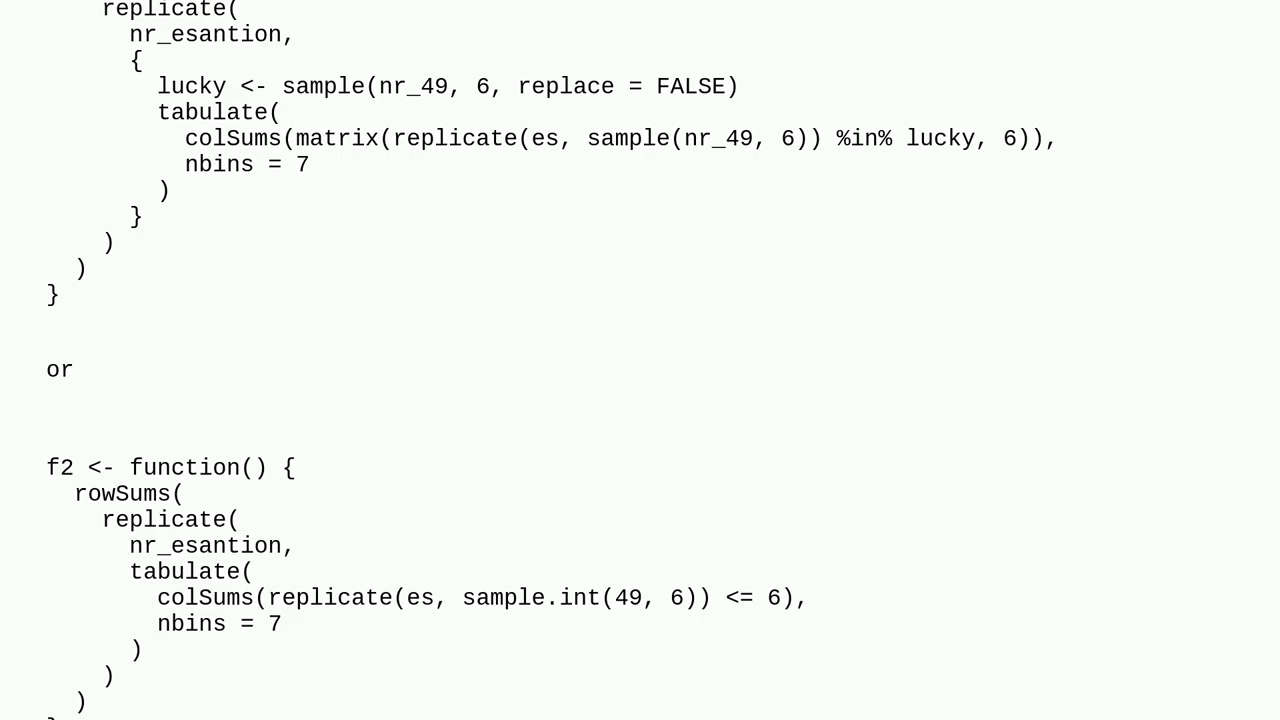 replicate(
nr_esantion,
{
lucky <- sample(nr_49, 6, replace = FALSE)
tabulate(
colSums(matrix(replicate(es, sample(nr_49, 6)) %in% lucky, 6)),
nbins = 7
)
}
)
)
}
or
f2 <- function() {
rowSums(
replicate(
nr_esantion,
tabulate(
colSums(replicate(es, sample.int(49, 6)) <= 6),
nbins = 7
)
)
)
}